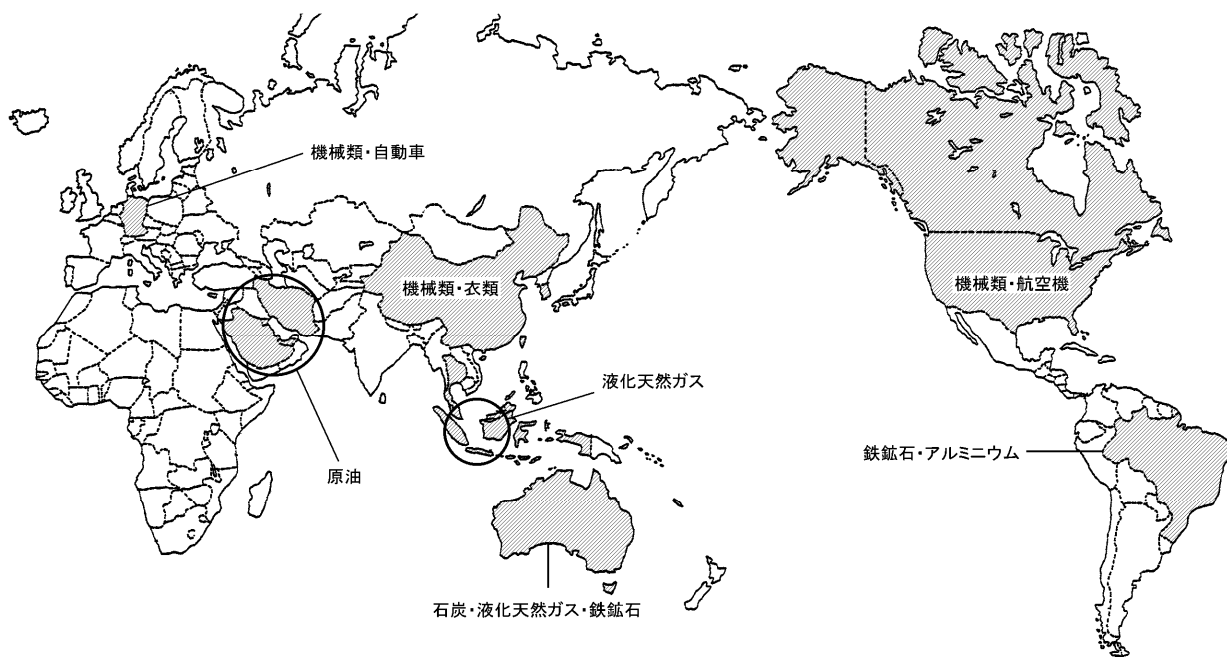 機械類・自動車
機械類・衣類
機械類・航空機
液化天然ガス
鉄鉱石・アルミニウム
原油
石炭・液化天然ガス・鉄鉱石